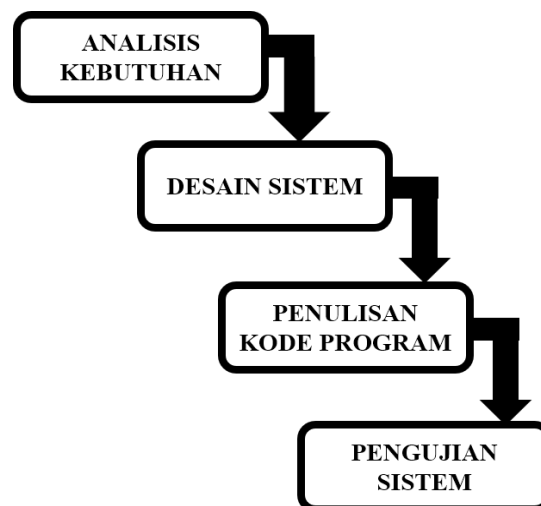 ANALISIS
KEBUTUHAN
DESAIN SISTEM
PENULISAN
KODE PROGRAM
PENGUJIAN
SISTEM